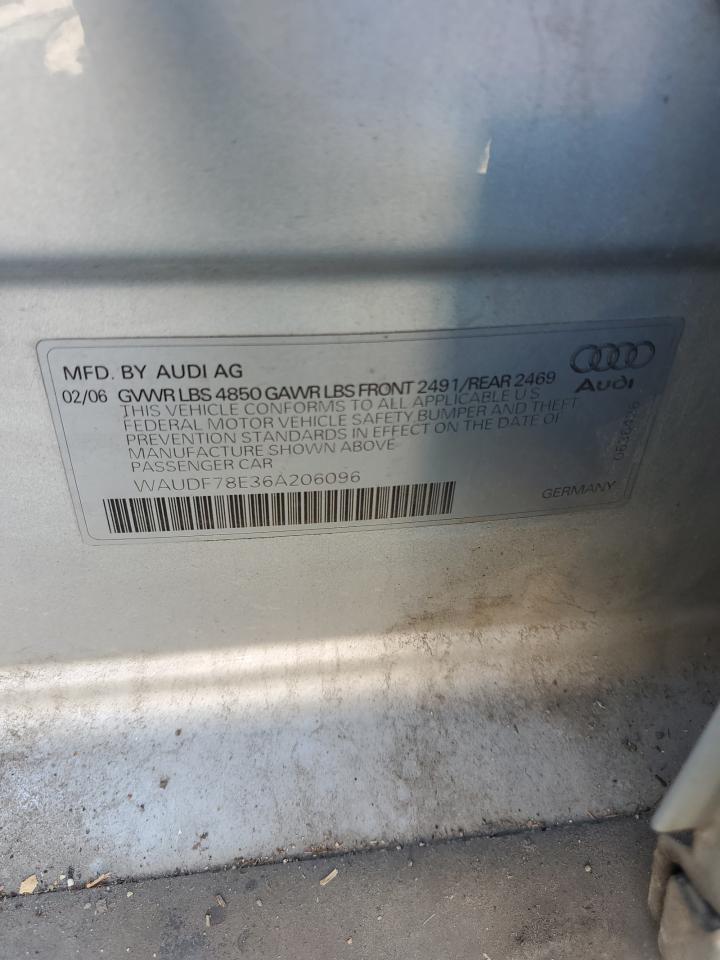 MFD. BY AUDI AG
02/06 GVWR LBS 4850 GAWR LBS FRONT 2491/REAR 2469
THIS VEHICLE CONFORMS TO ALL APPLICABLE U S
FEDERAL MOTOR VEHICLE SAFETY BUMPER AND THEFT
PREVENTION STANDARDS IN EFFECT ON THE DATE OF
MANUFACTURE SHOWN ABOVE
PASSENGER CAR
WAUDF78E36A206096
GERMANY
Audi